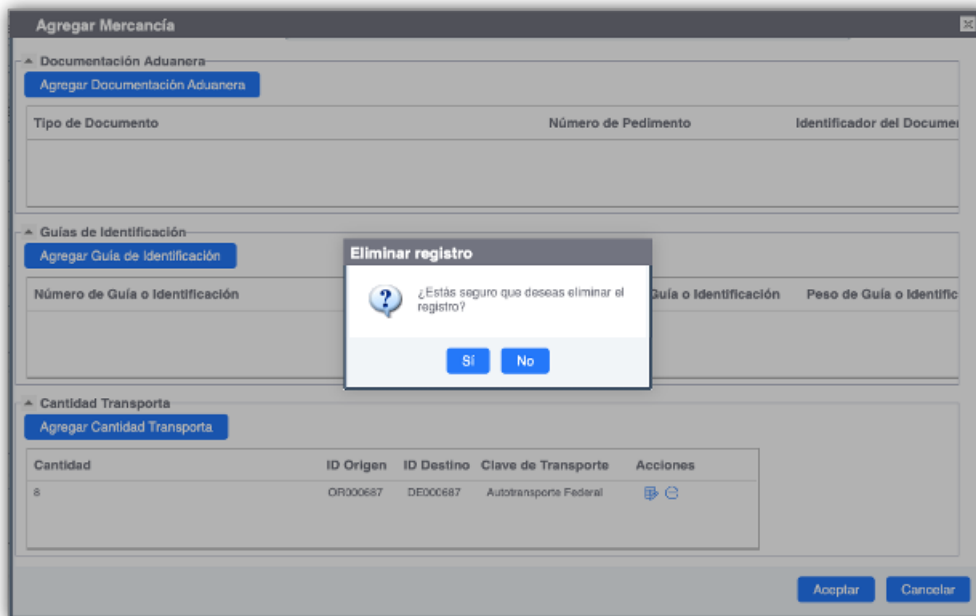 Agregar Mercancía
Documentación Aduanera
Agregar Documentación Aduanera
Tipo de Documento Número de Pedimento Identificador del Documen
Guías de Identificación
Agregar Guía de Identificación
Número de Guía o Identificación Guía o Identificación Peso de Guía o Identific
Eliminar registro
¿Estás seguro que deseas eliminar el
registro?
Sí No
Cantidad Transporta
Agregar Cantidad Transporta
Cantidad ID Origen ID Destino Clave de Transporte Acciones
8 OR000687 DE000687 Autotransporte Federal
Aceptar Cancelar